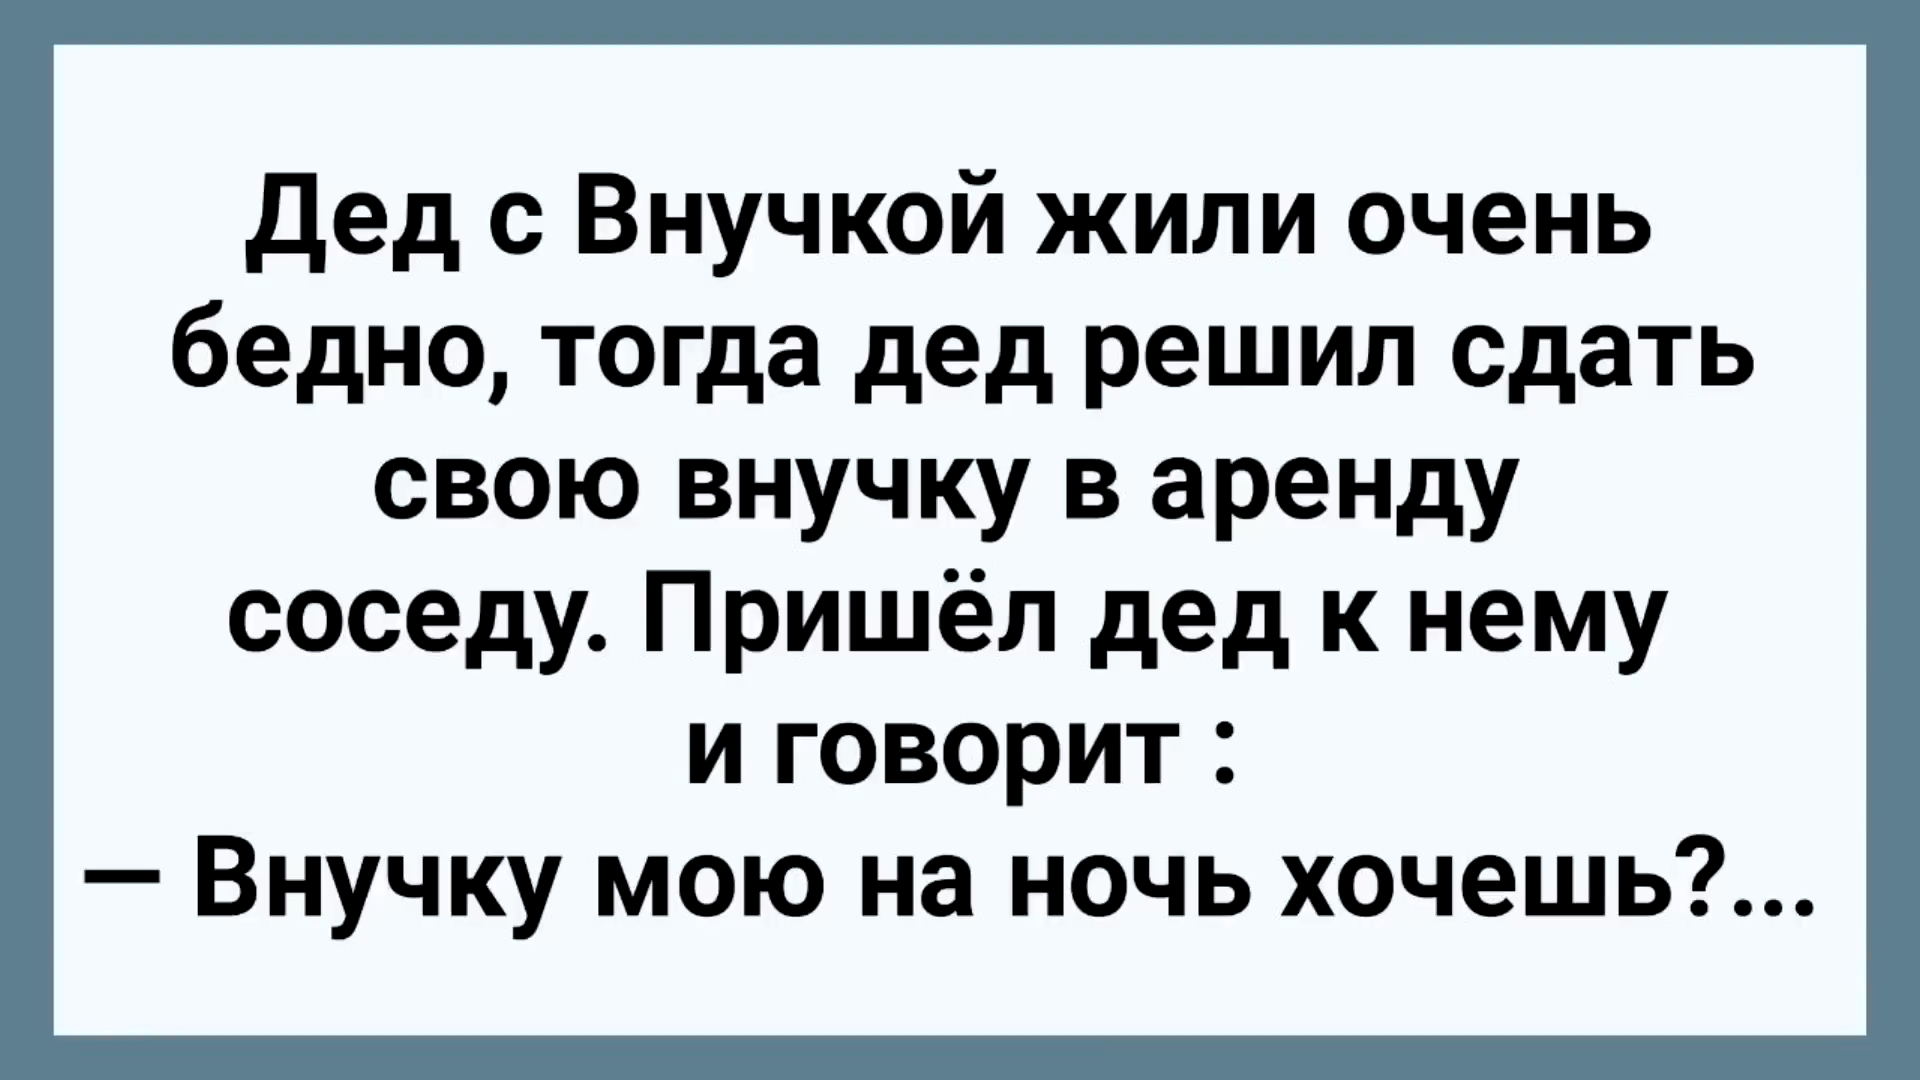 Дед с Внучкой жили очень
бедно, тогда дед решил сдать
свою внучку в аренду
соседу. Пришёл дед к нему
и говорит :
— Внучку мою на ночь хочешь?...